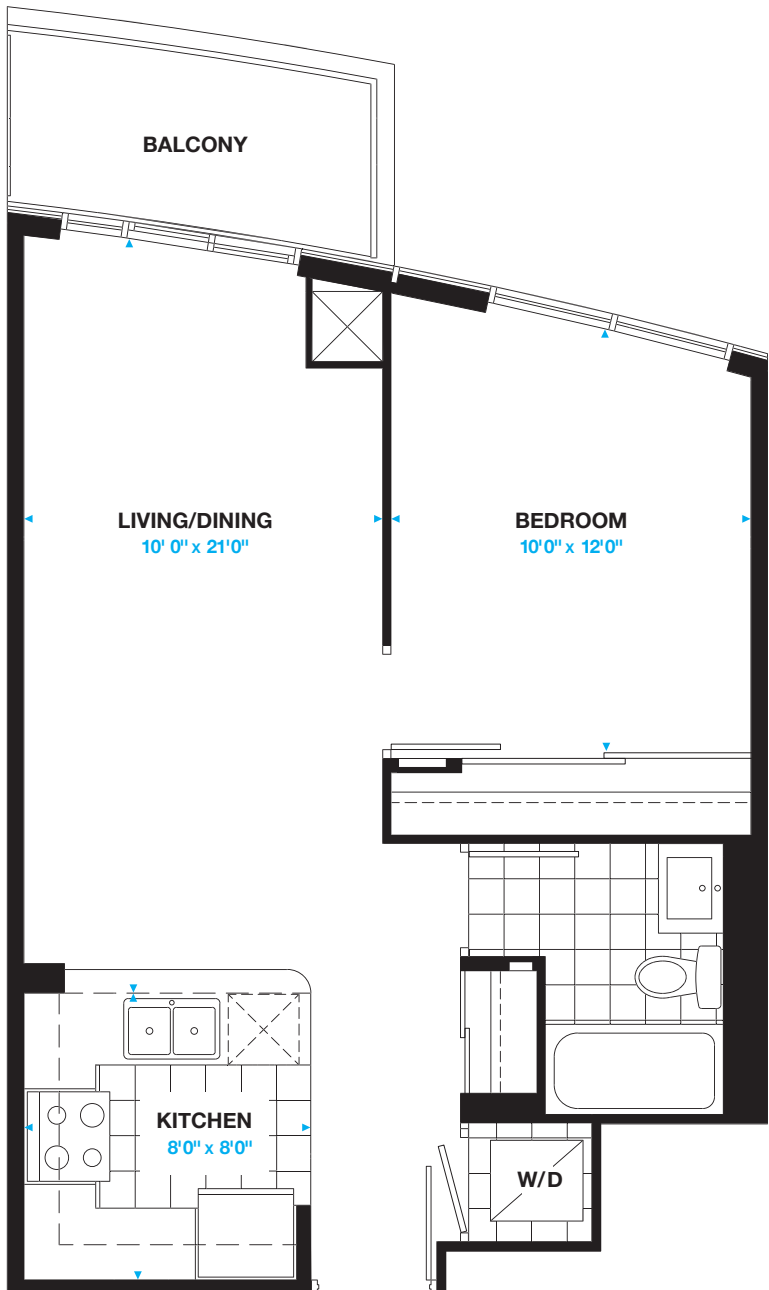 BALCONY
LIVING/DINING
10' 0" x 21'0"
BEDROOM
10'0" x 12'0"
KITCHEN
8'0" x 8'0"
W/D